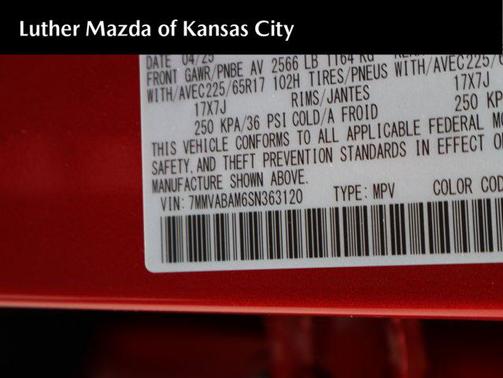 Luther Mazda of Kansas City
DATE 04/25
FRONT GAWR/PNBE AV 2566 LB 1164 KG
WITH/AVEC225/65R17 102H TIRES/PNEUS WITH/AVEC225/
17X7J RIMS/JANTES 17X7J
250 KPA/36 PSI COLD/A FROID 250 KP
THIS VEHICLE CONFORMS TO ALL APPLICABLE FEDERAL MO
SAFETY, AND THEFT PREVENTION STANDARDS IN EFFECT O
MANUFACTURE SHOWN ABOVE.
VIN: 7MMVABAM6SN363120 TYPE: MPV COLOR COD